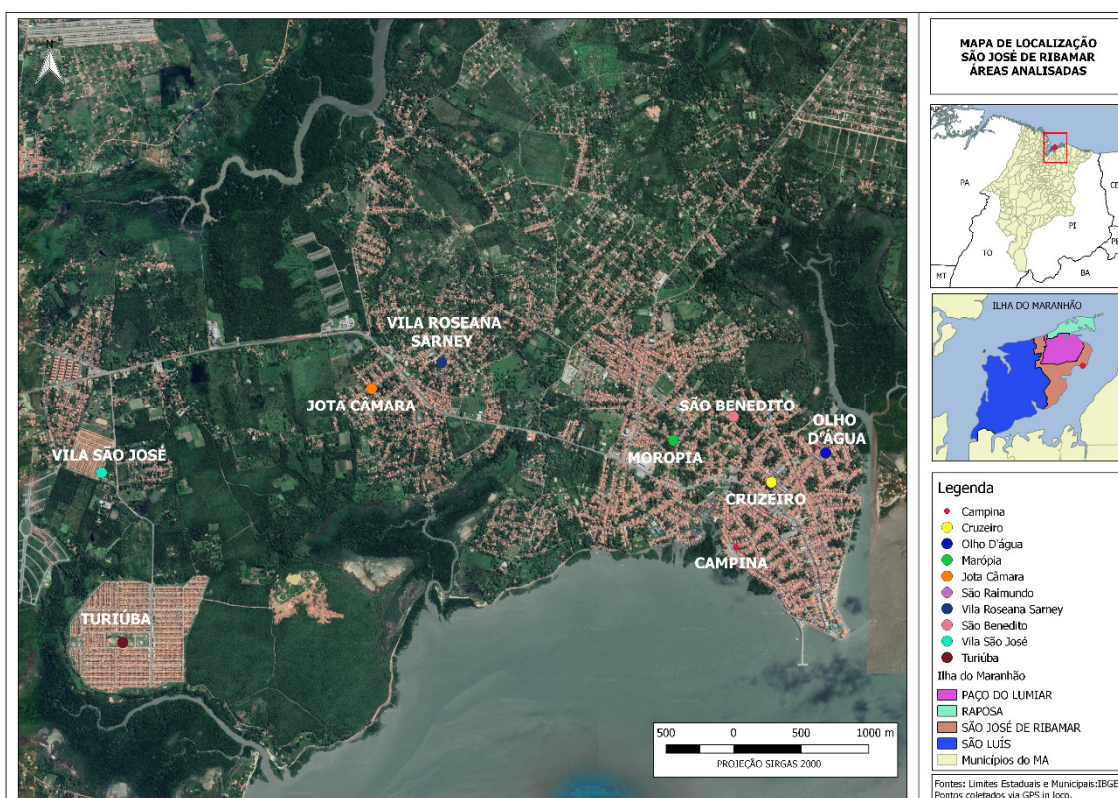 N
VILA ROSEANA
SARNEY
JOTA CÂMARA
VILA SÃO JOSÉ
TURIÚBA
SÃO BENEDITO
OLHO
D'ÁGUA
MOROPIA
CRUZEIRO
CAMPINA
500 0 500 1000 m
PROJEÇÃO SIRGAS 2000
MAPA DE LOCALIZAÇÃO
SÃO JOSÉ DE RIBAMAR
ÁREAS ANALISADAS
PA
CE
PI
TO
PE
MT
BA
ILHA DO MARANHÃO
Legenda
Campina
Cruzeiro
Olho D'água
Marópia
Jota Câmara
São Raimundo
Vila Roseana Sarney
São Benedito
Vila São José
Turiúba
Ilha do Maranhão
PAÇO DO LUMIAR
RAPOSA
SÃO JOSÉ DE RIBAMAR
SÃO LUÍS
Municípios do MA
Fontes: Limites Estaduais e Municipais:IBGE
Pontos coletados via GPS in loco.